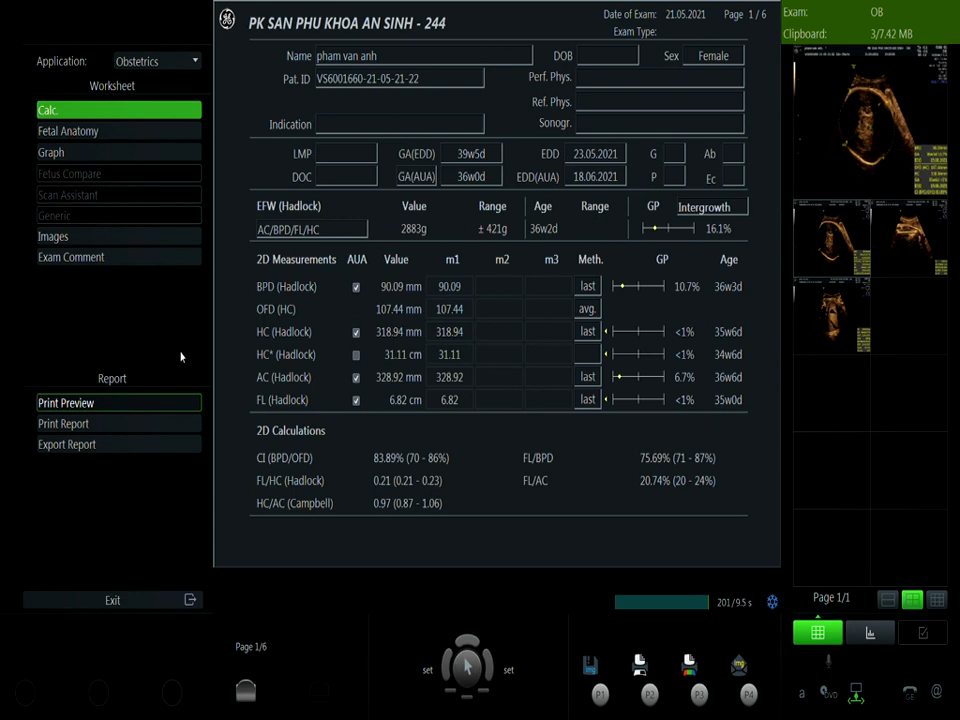 Application: Obstetrics
Worksheet
Calc.
Fetal Anatomy
Graph
Fetus Compare
Scan Assistant
Generic
Images
Exam Comment
Report
Print Preview
Print Report
Export Report
Exit
PK SAN PHU KHOA AN SINH - 244
Date of Exam: 21.05.2021 Page 1 / 6
Exam Type:
Name pham van anh DOB Sex Female
Pat. ID VS6001660-21-05-21-22 Perf. Phys.
Ref. Phys.
Indication Sonogr.
LMP GA(EDD) 39w5d EDD 23.05.2021 G Ab
DOC GA(AUA) 36w0d EDD(AUA) 18.06.2021 P Ec
EFW (Hadlock) Value Range Age Range GP Intergrowth
AC/BPD/FL/HC 2883g ± 421g 36w2d 16.1%
2D Measurements AUA Value m1 m2 m3 Meth. GP Age
BPD (Hadlock) 90.09 mm 90.09 last 10.7% 36w3d
OFD (HC) 107.44 mm 107.44 avg.
HC (Hadlock) 318.94 mm 318.94 last <1% 35w6d
HC* (Hadlock) 31.11 cm 31.11 <1% 34w6d
AC (Hadlock) 328.92 mm 328.92 last 6.7% 36w6d
FL (Hadlock) 6.82 cm 6.82 last <1% 35w0d
2D Calculations
CI (BPD/OFD) 83.89% (70 - 86%) FL/BPD 75.69% (71 - 87%)
FL/HC (Hadlock) 0.21 (0.21 - 0.23) FL/AC 20.74% (20 - 24%)
HC/AC (Campbell) 0.97 (0.87 - 1.06)
Exam: OB
Clipboard: 3/7.42 MB
Page 1/1
201/9.5 s
Page 1/6
set set
P1 P2 P3 P4
a DVD @